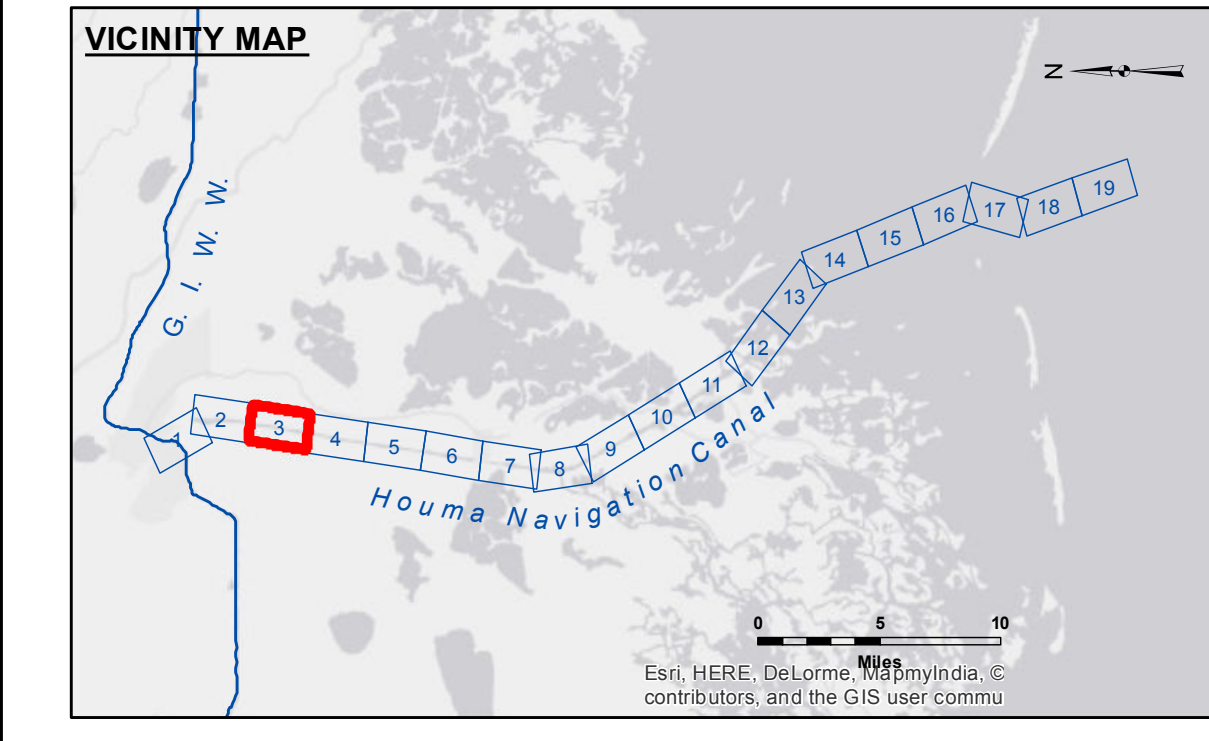 VICINITY MAP
N
G. I. W. W.
1
2
3
4
5
6
7
8
9
10
11
12
13
14
15
16
17
18
19
Houma Navigation Canal
0 5 10
Miles
Esri, HERE, DeLorme, MapmyIndia, ©
contributors, and the GIS user commu